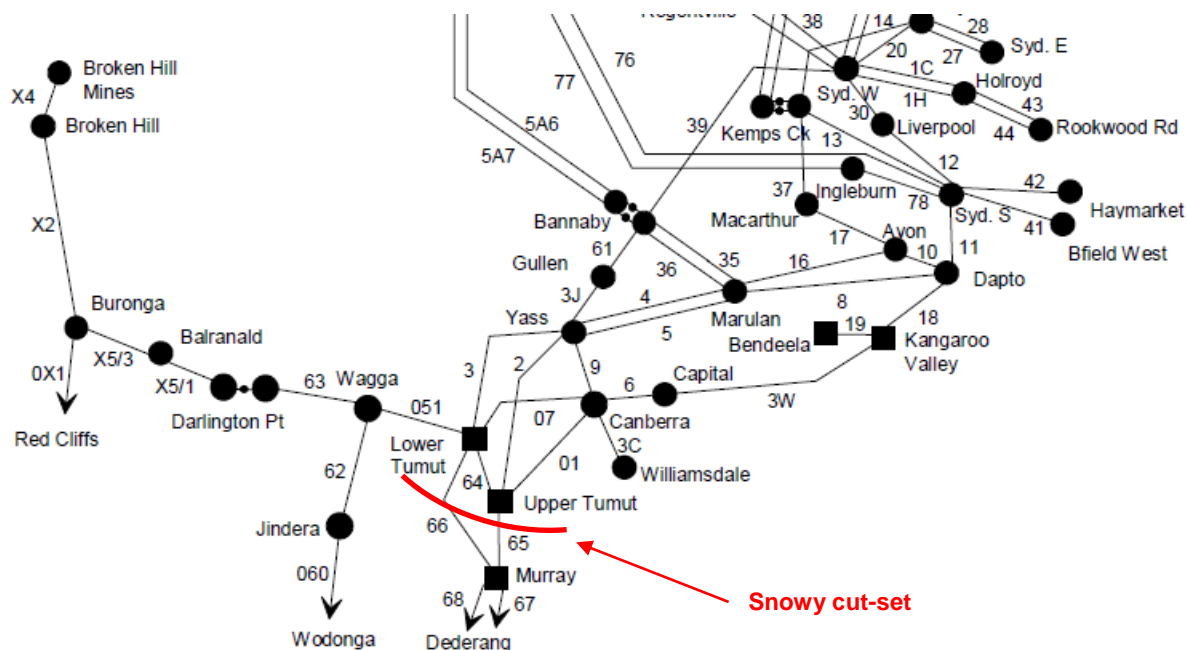 Regentville
38
14
28
20
27
Syd. E
76
77
Broken Hill
Mines
X4
Broken Hill
1C
Holroyd
Syd. W
1H
43
39
30
Kemps Ck
Liverpool
44
Rookwood Rd
13
5A6
5A7
12
X2
37
Ingleburn
42
78
Haymarket
Macarthur
Syd. S
41
Bfield West
Bannaby
Avon
17
10
11
61
35
16
Gullen
36
Dapto
3J
4
Buronga
Yass
Marulan
8
18
5
Bendeela
19
Kangaroo
Valley
Balranald
X5/3
0X1
3
2
9
Capital
X5/1
63
Wagga
6
3W
051
07
Canberra
Darlington Pt
Red Cliffs
Lower
Tumut
3C
01
Williamsdale
62
64
Upper Tumut
66
Jindera
65
060
Murray
68
67
Snowy cut-set
Wodonga
Dederang